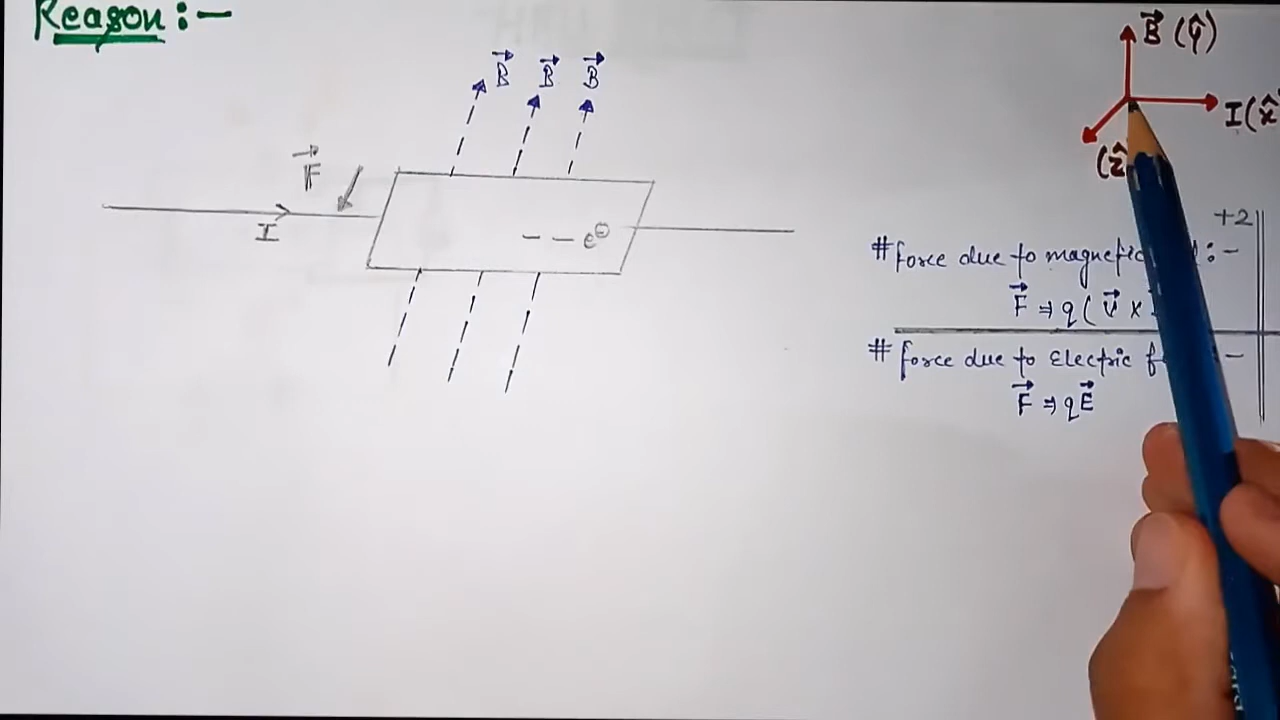 Reason :-
B B B
F
I
- - e⊖
B (ŷ)
I(x̂
(ẑ
+2
#force due to magnetic :-
F ⇒ q( V ×
#force due to Electric f -
F ⇒ qE